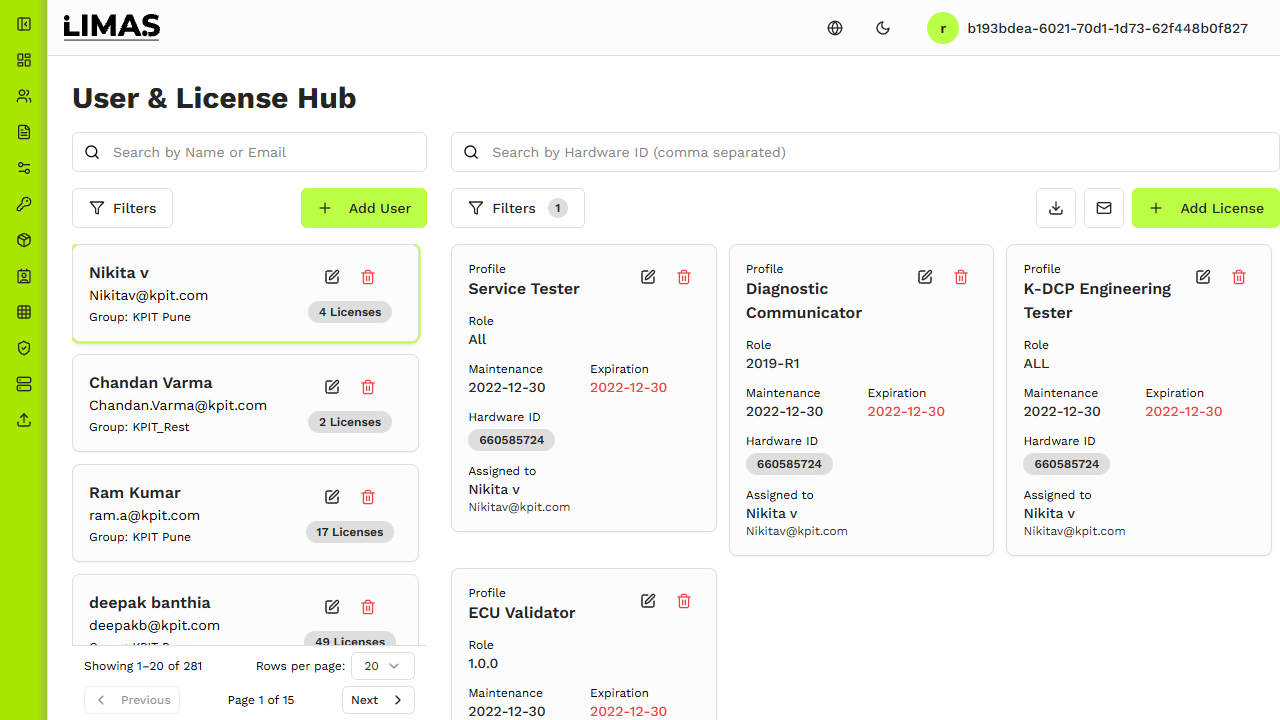 LIMAS
r
b193bdea-6021-70d1-1d73-62f448b0f827
User & License Hub
Search by Name or Email
Search by Hardware ID (comma separated)
Filters
Add User
Filters 1
Add License
Nikita v
Nikitav@kpit.com
Group: KPIT Pune
4 Licenses
Chandan Varma
Chandan.Varma@kpit.com
Group: KPIT_Rest
2 Licenses
Ram Kumar
ram.a@kpit.com
Group: KPIT Pune
17 Licenses
deepak banthia
deepakb@kpit.com
49 Licenses
Showing 1–20 of 281
Rows per page: 20
Previous
Page 1 of 15
Next
Profile
Service Tester
Role
All
Maintenance Expiration
2022-12-30 2022-12-30
Hardware ID
660585724
Assigned to
Nikita v
Nikitav@kpit.com
Profile
Diagnostic
Communicator
Role
2019-R1
Maintenance Expiration
2022-12-30 2022-12-30
Hardware ID
660585724
Assigned to
Nikita v
Nikitav@kpit.com
Profile
K-DCP Engineering
Tester
Role
ALL
Maintenance Expiration
2022-12-30 2022-12-30
Hardware ID
660585724
Assigned to
Nikita v
Nikitav@kpit.com
Profile
ECU Validator
Role
1.0.0
Maintenance Expiration
2022-12-30 2022-12-30